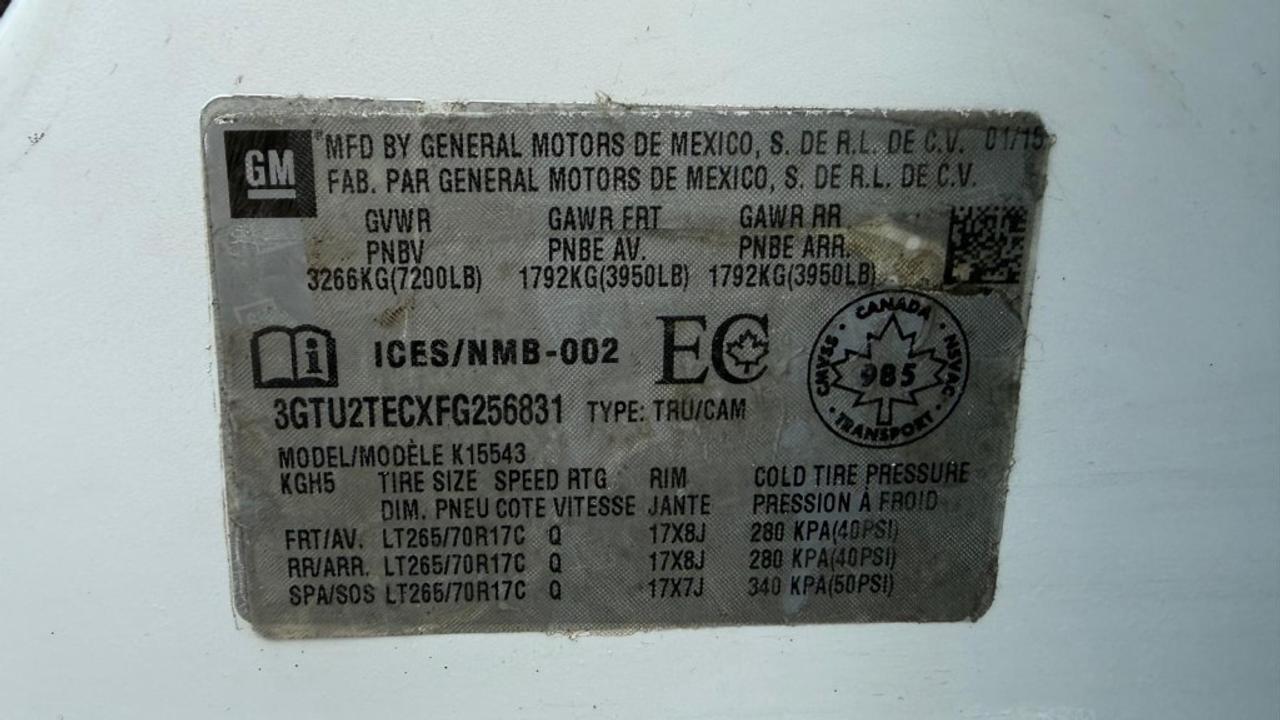 GM
MFD BY GENERAL MOTORS DE MEXICO, S. DE R.L. DE C.V. 01/15
FAB. PAR GENERAL MOTORS DE MEXICO, S. DE R.L. DE C.V.
GVWR GAWR FRT GAWR RR
PNBV PNBE AV. PNBE ARR.
3266KG(7200LB) 1792KG(3950LB) 1792KG(3950LB)
i ICES/NMB-002 EC
CANADA
CMVSS · NSVAC
985
TRANSPORT
3GTU2TECXFG256831 TYPE: TRU/CAM
MODEL/MODÈLE K15543
KGH5 TIRE SIZE SPEED RTG RIM COLD TIRE PRESSURE
DIM. PNEU COTE VITESSE JANTE PRESSION À FROID
FRT/AV. LT265/70R17C Q 17X8J 280 KPA(40PSI)
RR/ARR. LT265/70R17C Q 17X8J 280 KPA(40PSI)
SPA/SOS LT265/70R17C Q 17X7J 340 KPA(50PSI)